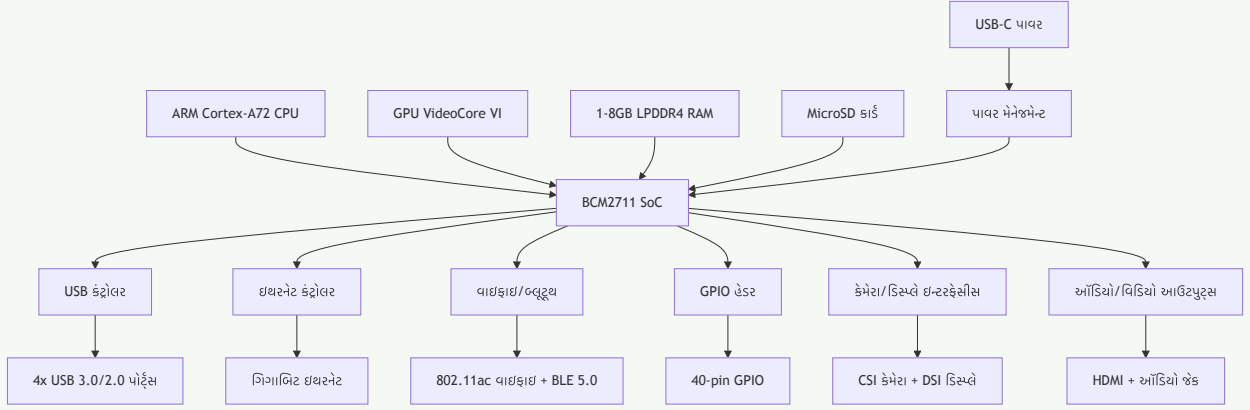 USB-C પાવર
ARM Cortex-A72 CPU
GPU VideoCore VI
1-8GB LPDDR4 RAM
MicroSD કાર્ડ
પાવર મેનેજમેન્ટ
BCM2711 SoC
USB કંટ્રોલર
ઇથરનેટ કંટ્રોલર
વાઇફાઇ/બ્લૂટૂથ
GPIO હેડર
કેમેરા/ડિસ્પ્લે ઇન્ટરફેસીસ
ઑડિયો/વિડિયો આઉટપુટ્સ
4x USB 3.0/2.0 પોર્ટ્સ
ગિગાબિટ ઇથરનેટ
802.11ac વાઇફાઇ + BLE 5.0
40-pin GPIO
CSI કેમેરા + DSI ડિસ્પ્લે
HDMI + ઑડિયો જેક